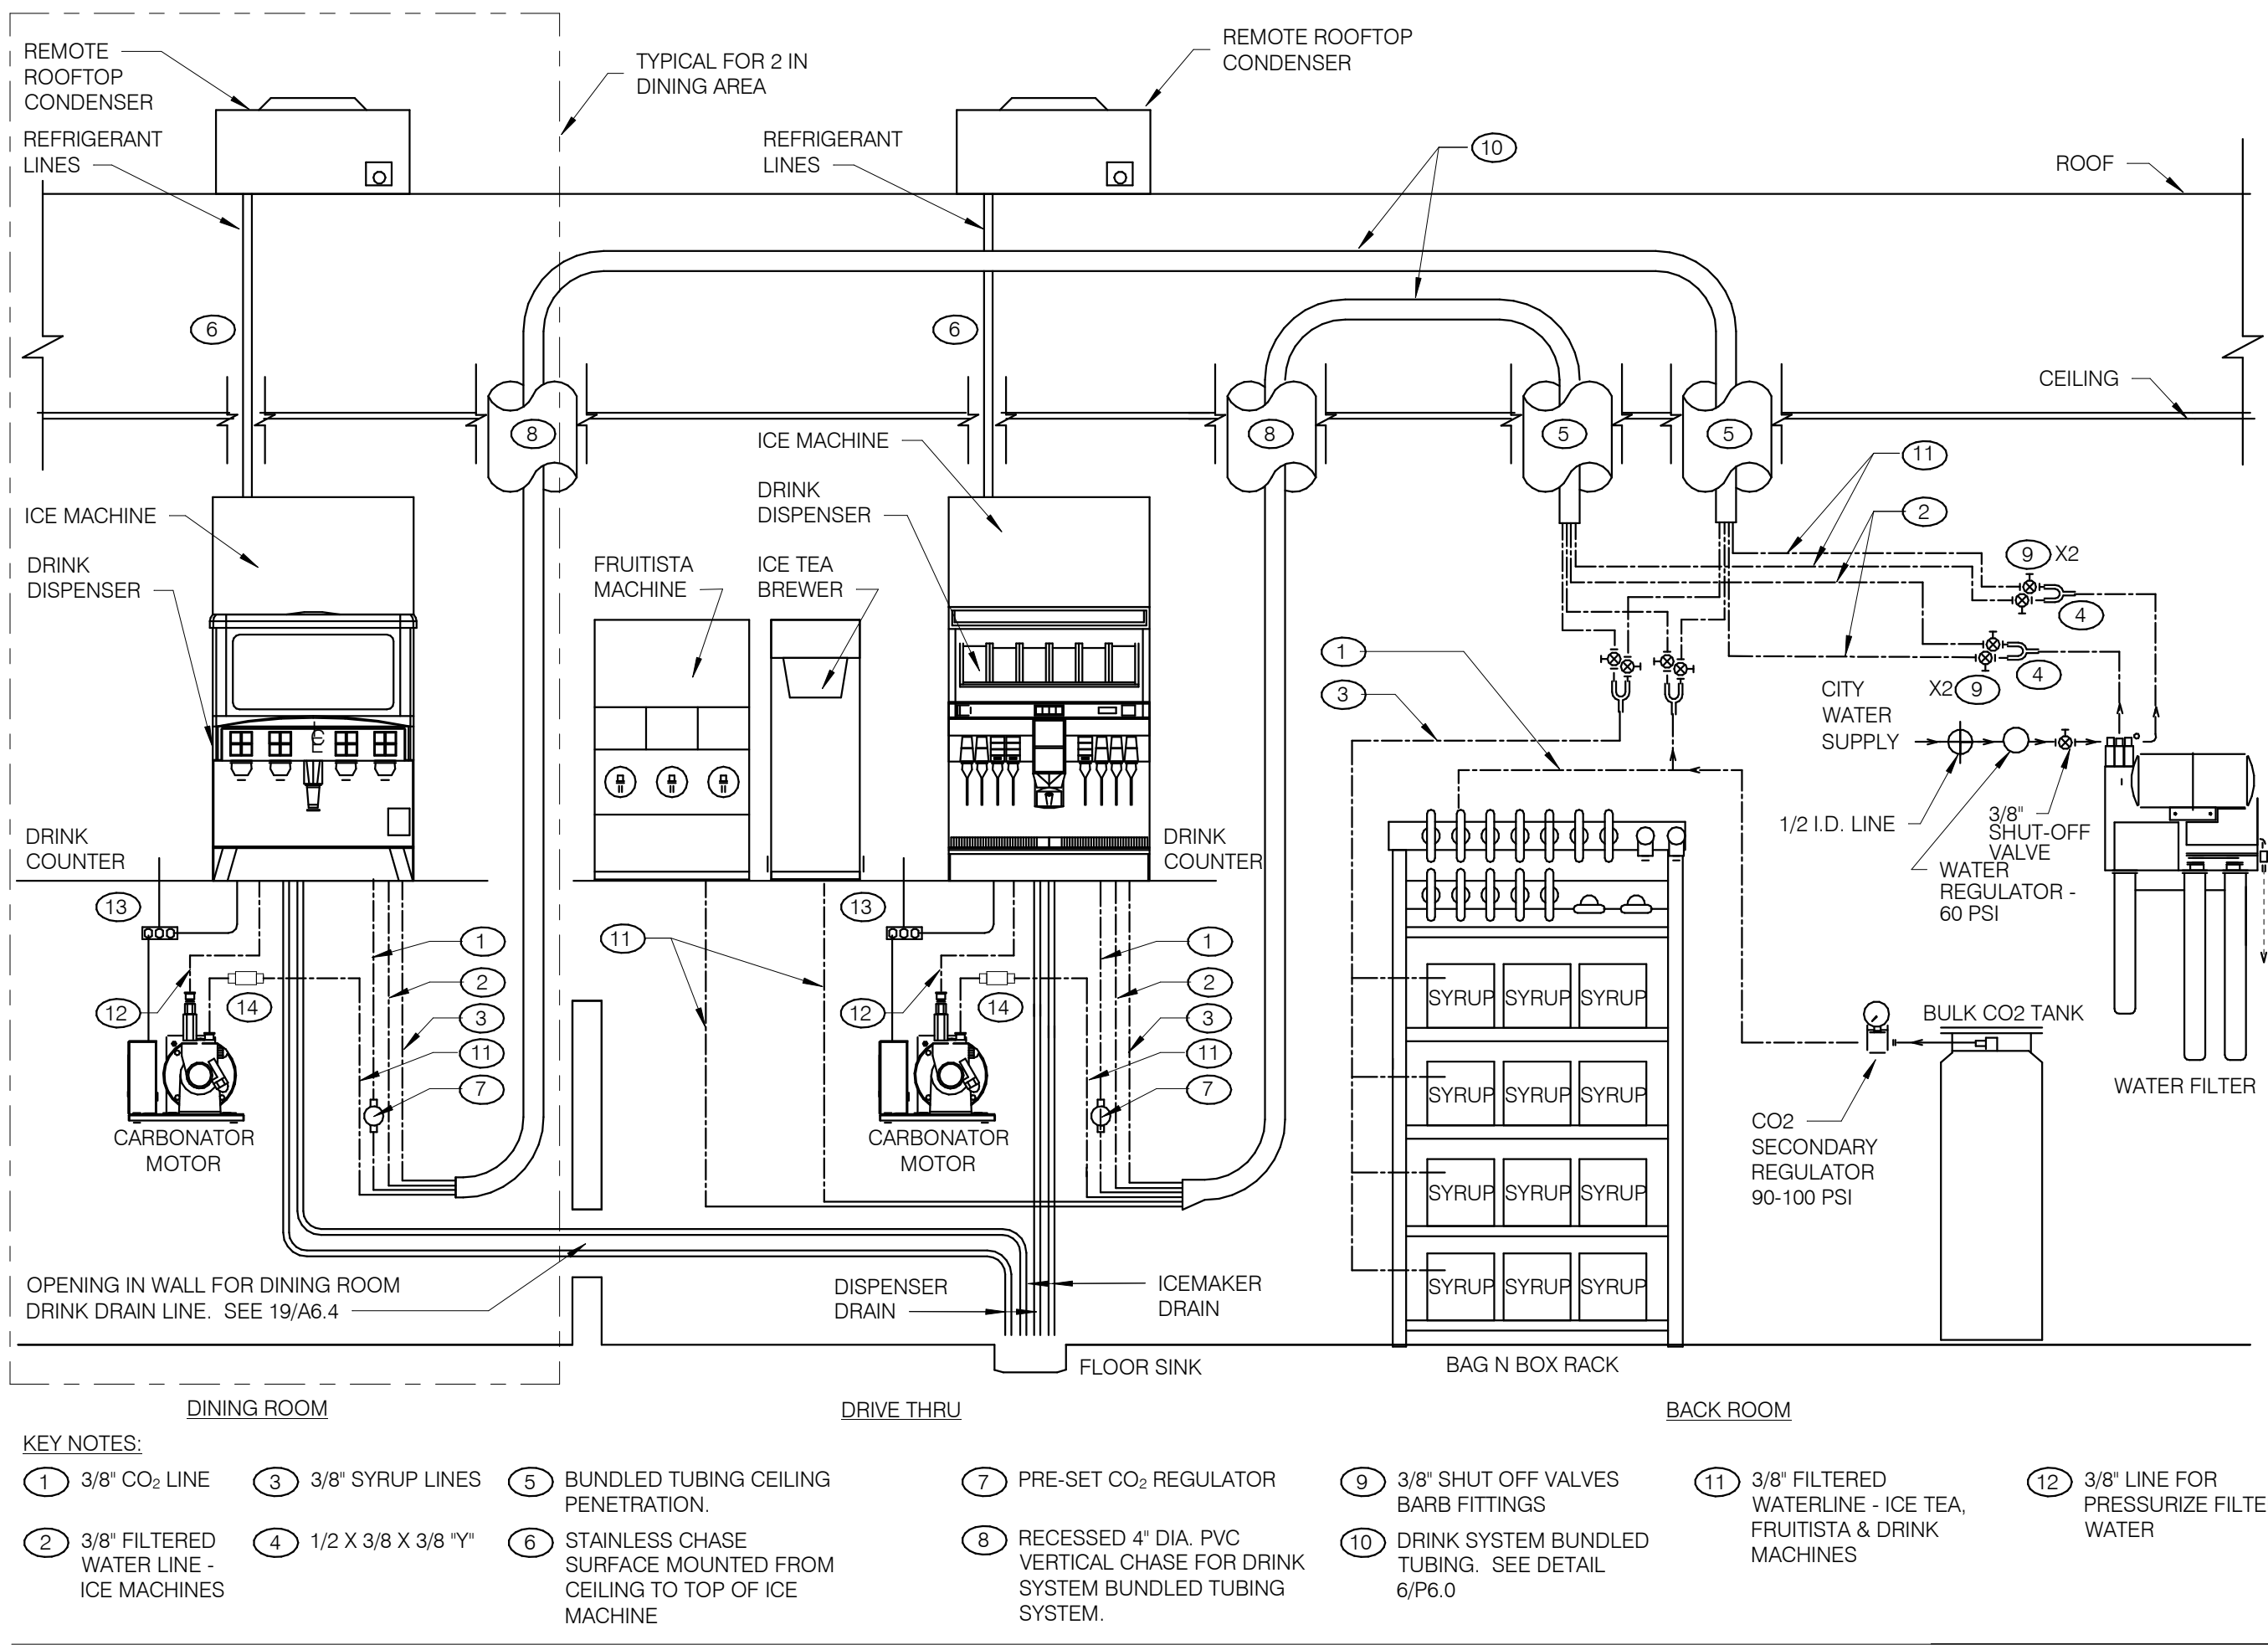 REMOTE
ROOFTOP
CONDENSER
TYPICAL FOR 2 IN
DINING AREA
REMOTE ROOFTOP
CONDENSER
REFRIGERANT
LINES
REFRIGERANT
LINES
10
ROOF
6
6
CEILING
8
8
5
5
ICE MACHINE
11
DRINK
DISPENSER
2
ICE MACHINE
9 X2
FRUITISTA
MACHINE
ICE TEA
BREWER
DRINK
DISPENSER
4
1
4
3
X2 9
CITY
WATER
SUPPLY
1/2 I.D. LINE
3/8"
SHUT-OFF
VALVE
WATER
REGULATOR -
60 PSI
DRINK
COUNTER
DRINK
COUNTER
13
13
11
1
1
2
2
12
14
12
14
3
3
11
11
7
7
SYRUP SYRUP SYRUP
SYRUP SYRUP SYRUP
SYRUP SYRUP SYRUP
SYRUP SYRUP SYRUP
BULK CO2 TANK
WATER FILTER
CARBONATOR
MOTOR
CARBONATOR
MOTOR
CO2
SECONDARY
REGULATOR
90-100 PSI
OPENING IN WALL FOR DINING ROOM
DRINK DRAIN LINE. SEE 19/A6.4
DISPENSER
DRAIN
ICEMAKER
DRAIN
FLOOR SINK
BAG N BOX RACK
DINING ROOM
DRIVE THRU
BACK ROOM
KEY NOTES:
1 3/8" CO₂ LINE
2 3/8" FILTERED
WATER LINE -
ICE MACHINES
3 3/8" SYRUP LINES
4 1/2 X 3/8 X 3/8 "Y"
5 BUNDLED TUBING CEILING
PENETRATION.
6 STAINLESS CHASE
SURFACE MOUNTED FROM
CEILING TO TOP OF ICE
MACHINE
7 PRE-SET CO₂ REGULATOR
8 RECESSED 4" DIA. PVC
VERTICAL CHASE FOR DRINK
SYSTEM BUNDLED TUBING
SYSTEM.
9 3/8" SHUT OFF VALVES
BARB FITTINGS
10 DRINK SYSTEM BUNDLED
TUBING. SEE DETAIL
6/P6.0
11 3/8" FILTERED
WATERLINE - ICE TEA,
FRUITISTA & DRINK
MACHINES
12 3/8" LINE FOR
PRESSURIZE FILTE
WATER